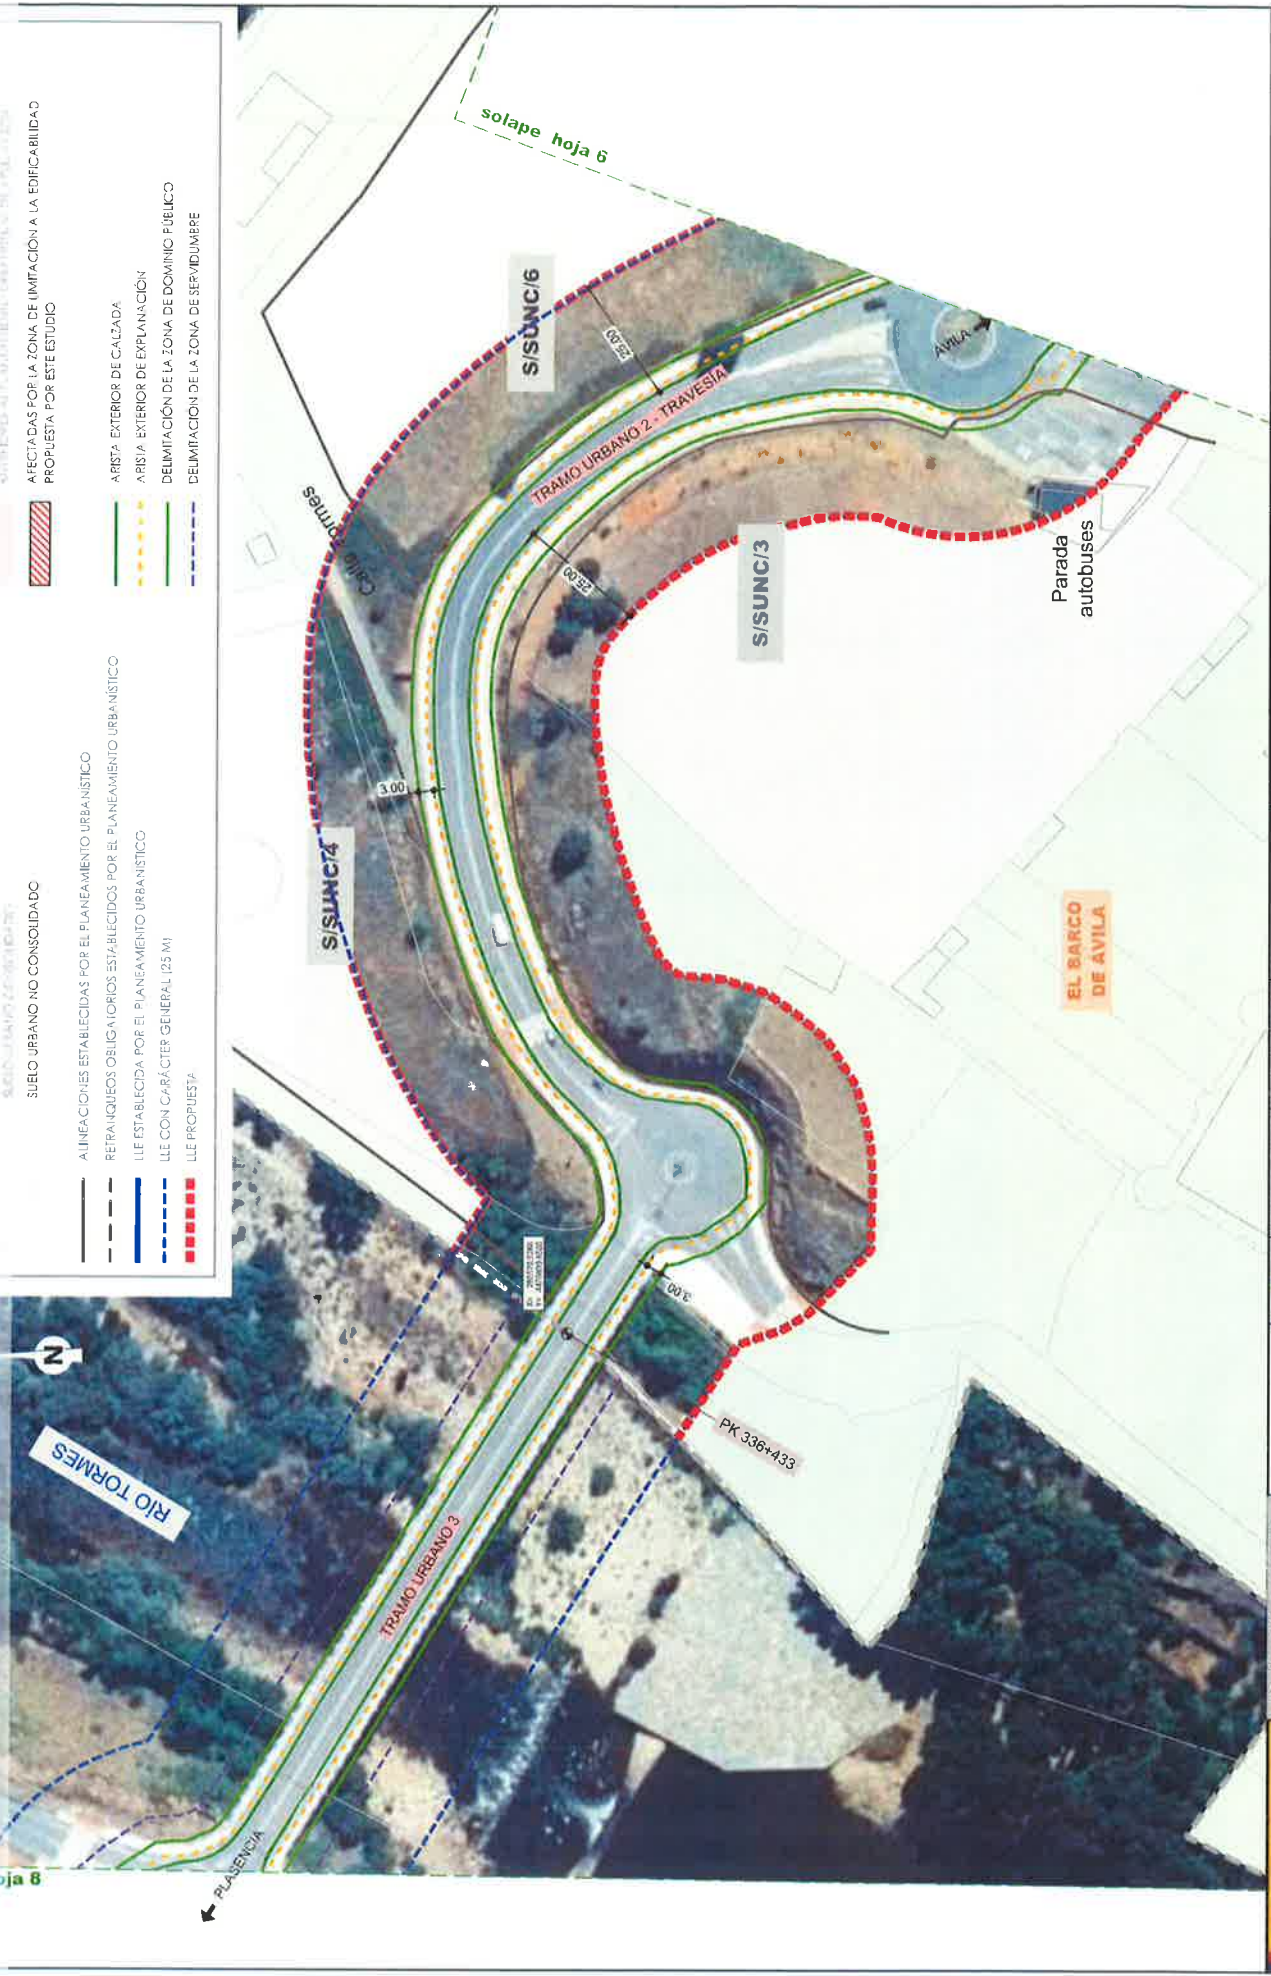 AFECTADAS POR LA ZONA DE LIMITACIÓN A LA EDIFICABILIDAD
PROPUESTA POR ESTE ESTUDIO
ARISTA EXTERIOR DE CALZADA
ARISTA EXTERIOR DE EXPLANACIÓN
DELIMITACIÓN DE LA ZONA DE DOMINIO PÚBLICO
DELIMITACIÓN DE LA ZONA DE SERVIDUMBRE
SUELO URBANO NO CONSOLIDADO
ALINEACIONES ESTABLECIDAS POR EL PLANEAMIENTO URBANÍSTICO
RETRANQUEOS OBLIGATORIOS ESTABLECIDOS POR EL PLANEAMIENTO URBANÍSTICO
LLE ESTABLECIDA POR EL PLANEAMIENTO URBANÍSTICO
LLE CON CARÁCTER GENERAL (25 M)
LLE PROPUESTA
solape hoja 6
S/SUNC/6
25.00
AVILA
TRAMO URBANO 2 - TRAVESÍA
Calle Tormes
25.00
S/SUNC/3
Parada
autobuses
3.00
S/SUNC/4
EL BARCO
DE AVILA
3.00
N
RÍO TORMES
PK 336+433
TRAMO URBANO 3
PLASENCIA
oja 8